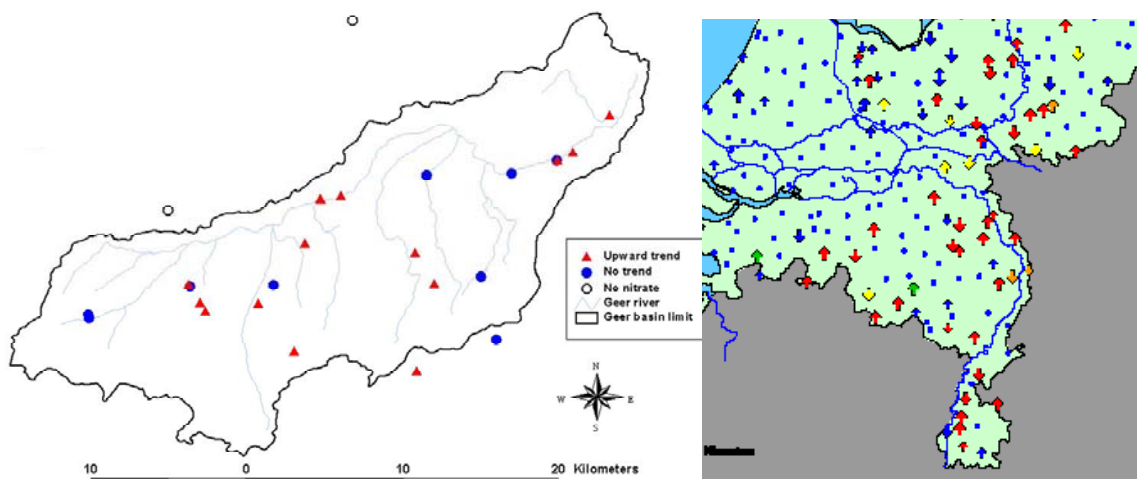 Upward trend
No trend
No nitrate
Geer river
Geer basin limit
N
W E
S
10 0 10 20 Kilometers